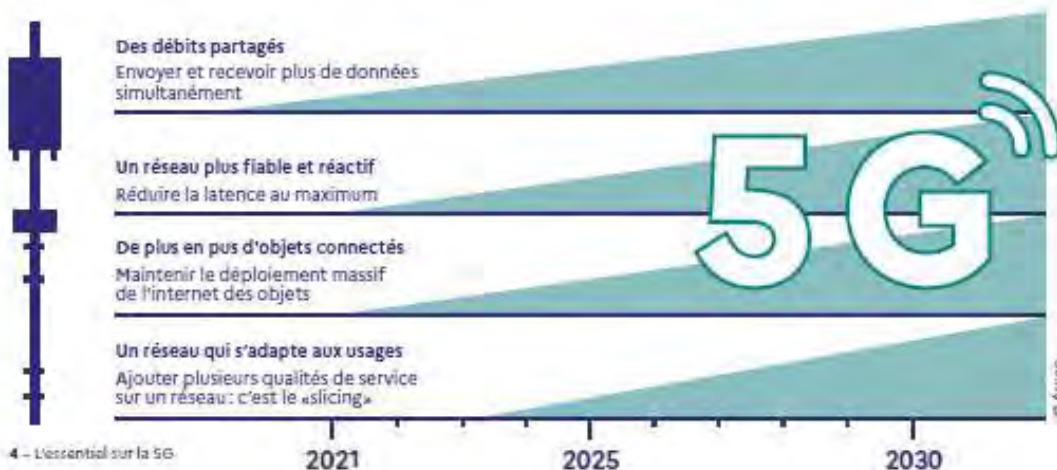 Des débits partagés
Envoyer et recevoir plus de données
simultanément
Un réseau plus fiable et réactif
Réduire la latence au maximum
De plus en pus d'objets connectés
Maintenir le déploiement massif
de l'internet des objets
Un réseau qui s'adapte aux usages
Ajouter plusieurs qualités de service
sur un réseau : c'est le «slicing»
5G
2021
2025
2030
4 – L'essentiel sur la 5G